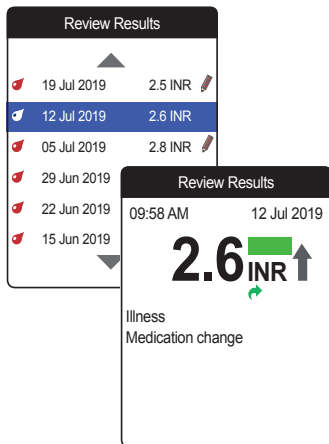 Review Results
19 Jul 2019 2.5 INR
12 Jul 2019 2.6 INR
05 Jul 2019 2.8 INR
29 Jun 2019
22 Jun 2019
15 Jun 2019
Review Results
09:58 AM 12 Jul 2019
2.6 INR
Illness
Medication change